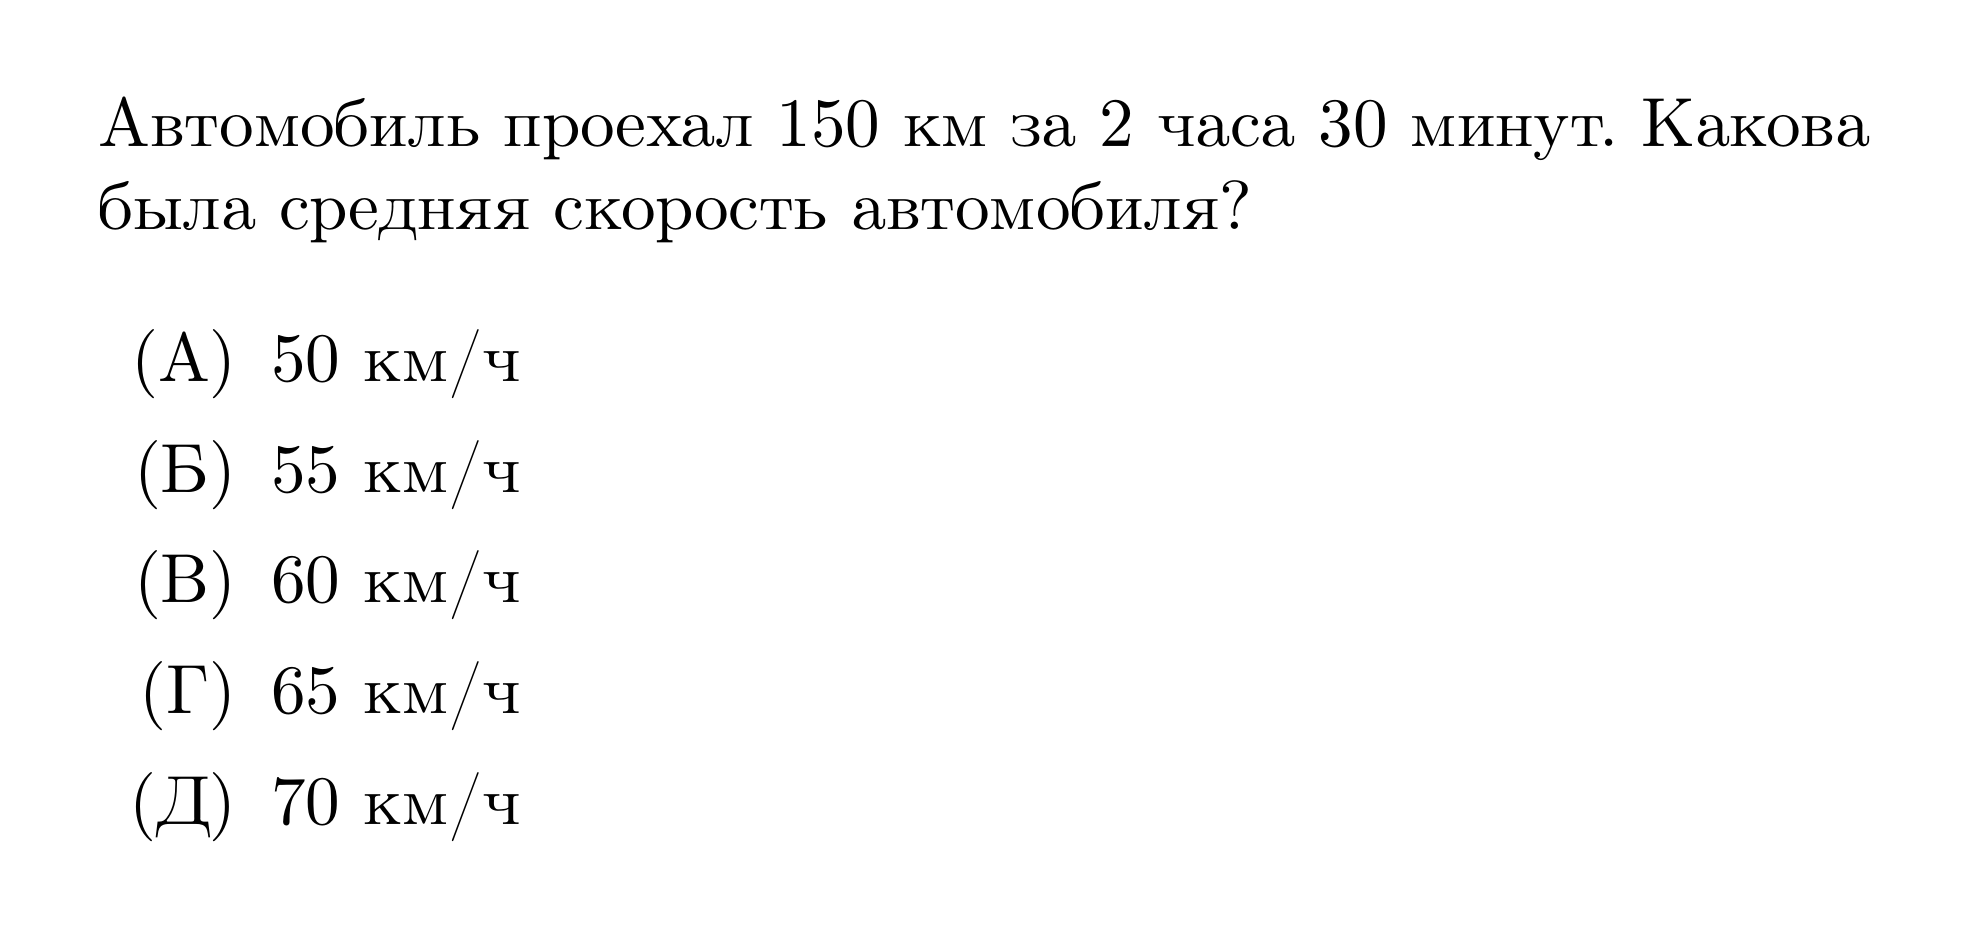 Автомобиль проехал 150 км за 2 часа 30 минут. Какова
была средняя скорость автомобиля?
(А) 50 км/ч
(Б) 55 км/ч
(В) 60 км/ч
(Г) 65 км/ч
(Д) 70 км/ч